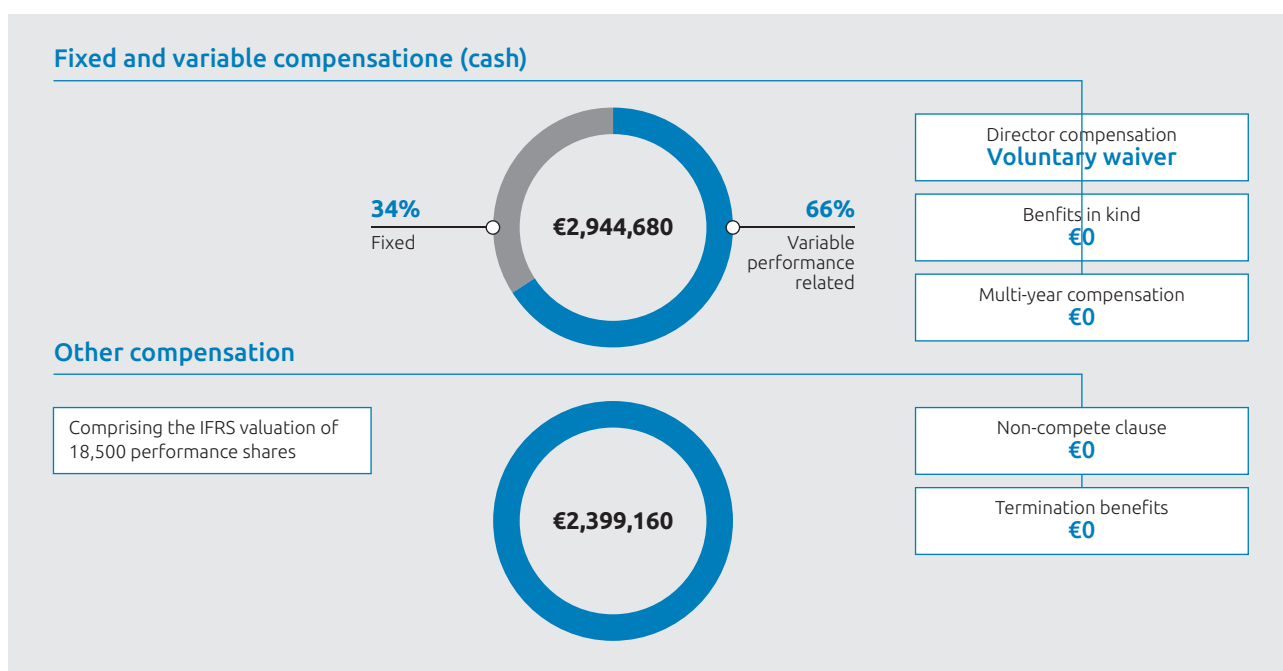 Fixed and variable compensatione (cash)
34%
Fixed
€2,944,680
66%
Variable
performance
related
Director compensation
Voluntary waiver
Benfits in kind
€0
Multi-year compensation
€0
Other compensation
Comprising the IFRS valuation of
18,500 performance shares
€2,399,160
Non-compete clause
€0
Termination benefits
€0